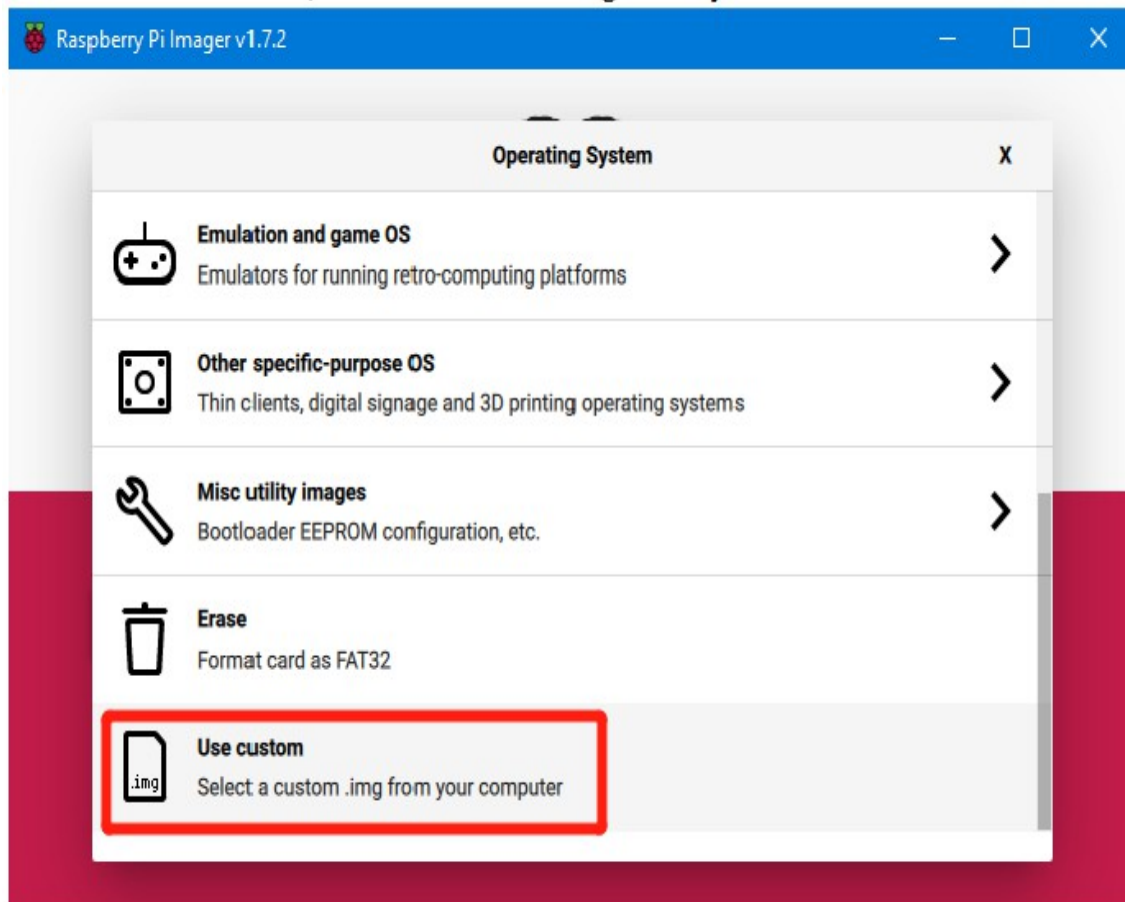 Raspberry Pi Imager v1.7.2
Operating System X
Emulation and game OS
Emulators for running retro-computing platforms
Other specific-purpose OS
Thin clients, digital signage and 3D printing operating systems
Misc utility images
Bootloader EEPROM configuration, etc.
Erase
Format card as FAT32
Use custom
.img
Select a custom .img from your computer